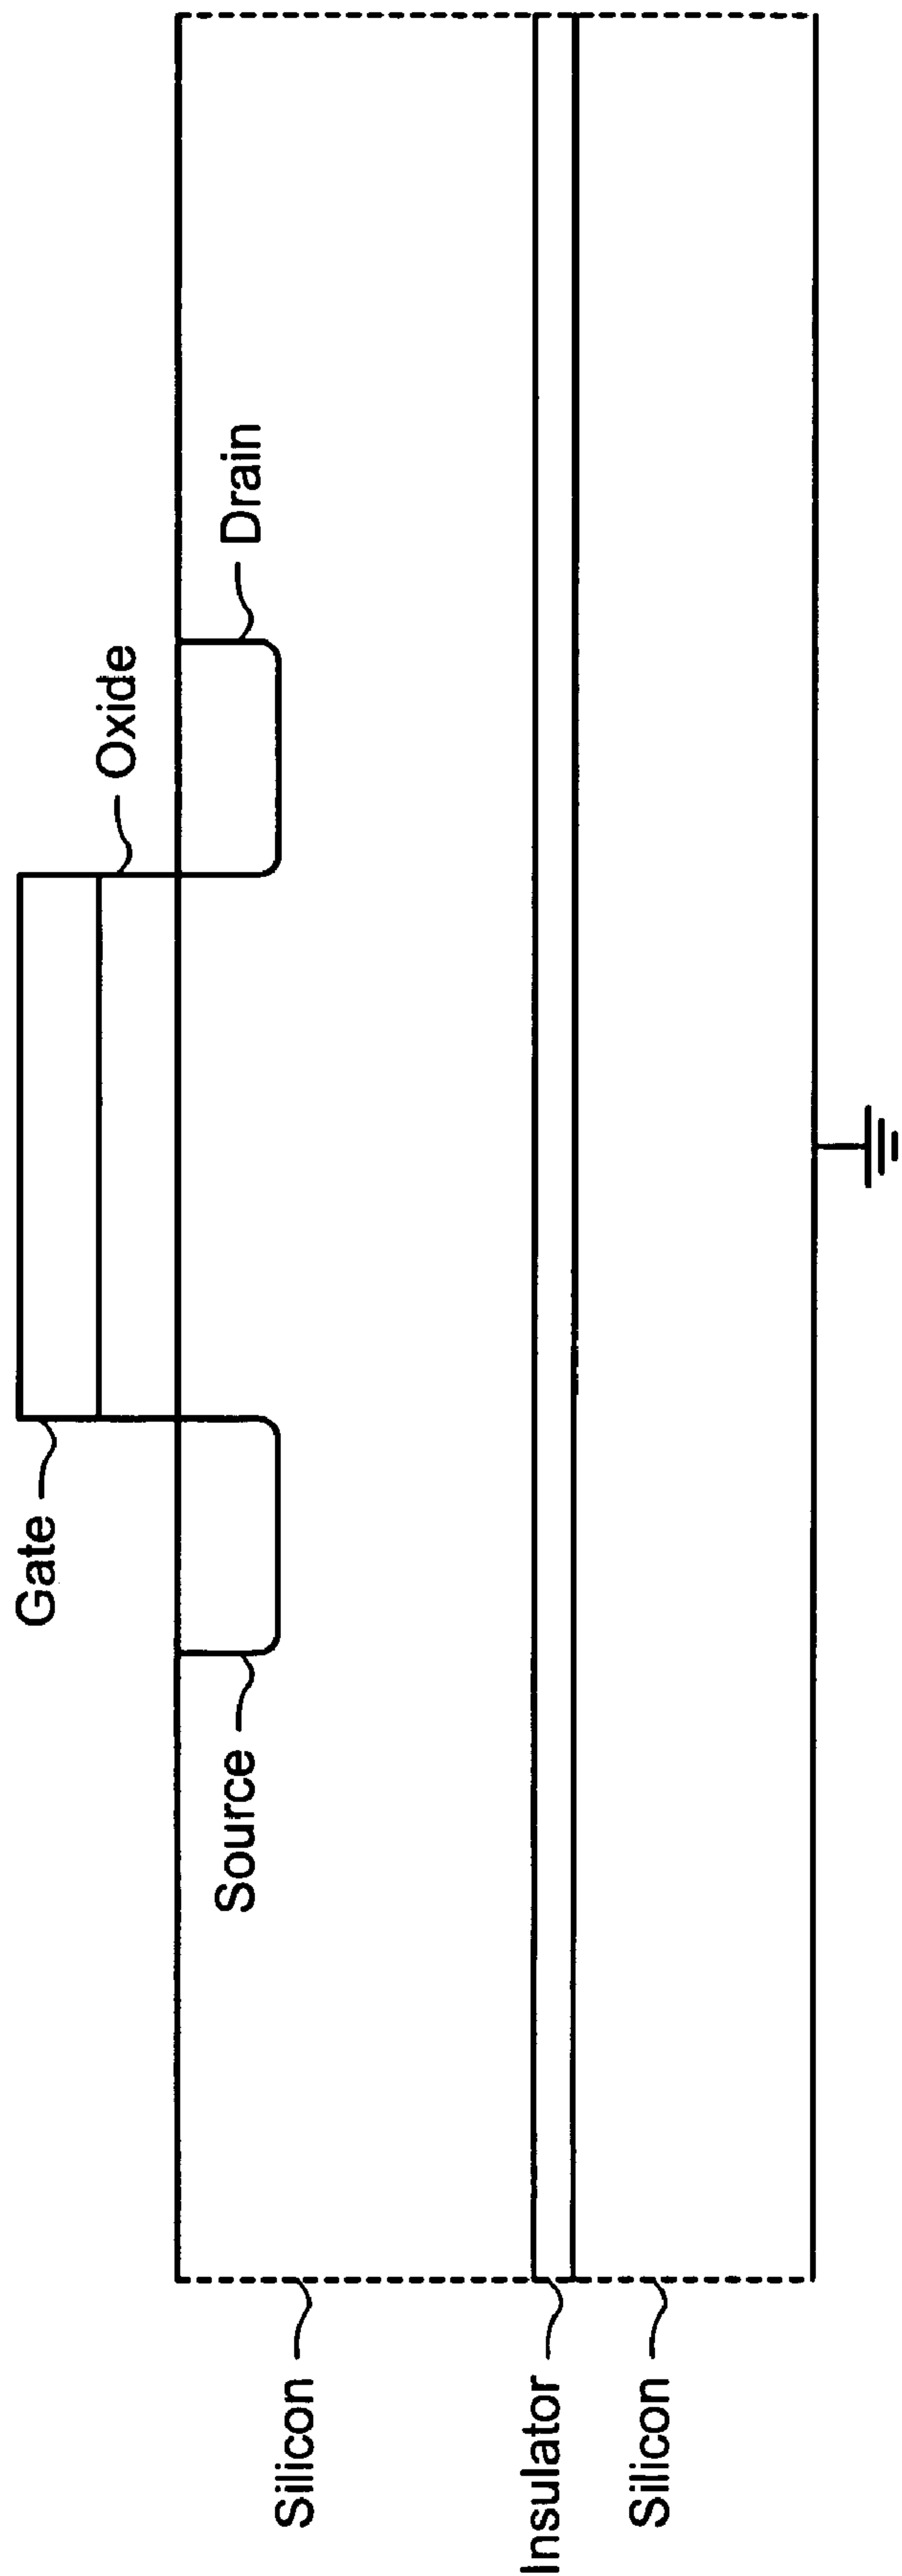 Gate
Oxide
Source
Drain
Silicon
Insulator
Silicon